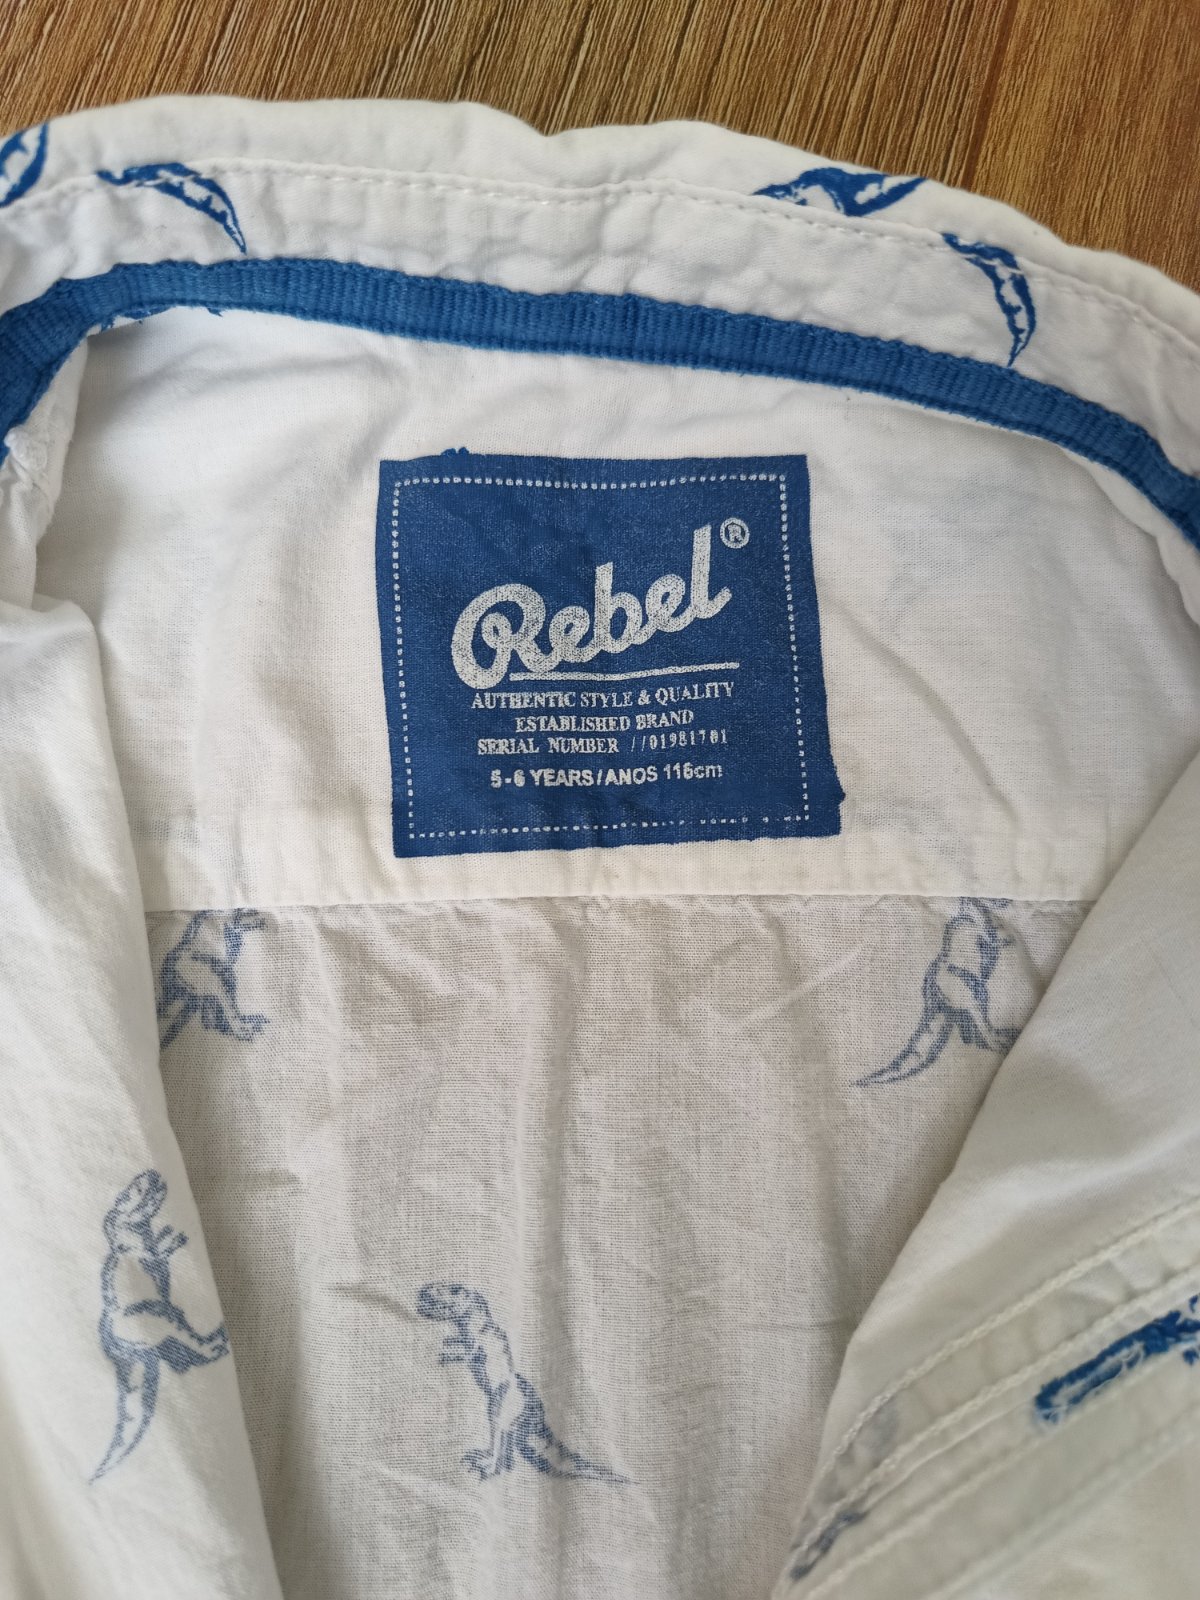 Rebel®
AUTHENTIC STYLE & QUALITY
ESTABLISHED BRAND
SERIAL NUMBER //01981701
5-6 YEARS/ANOS 116cm